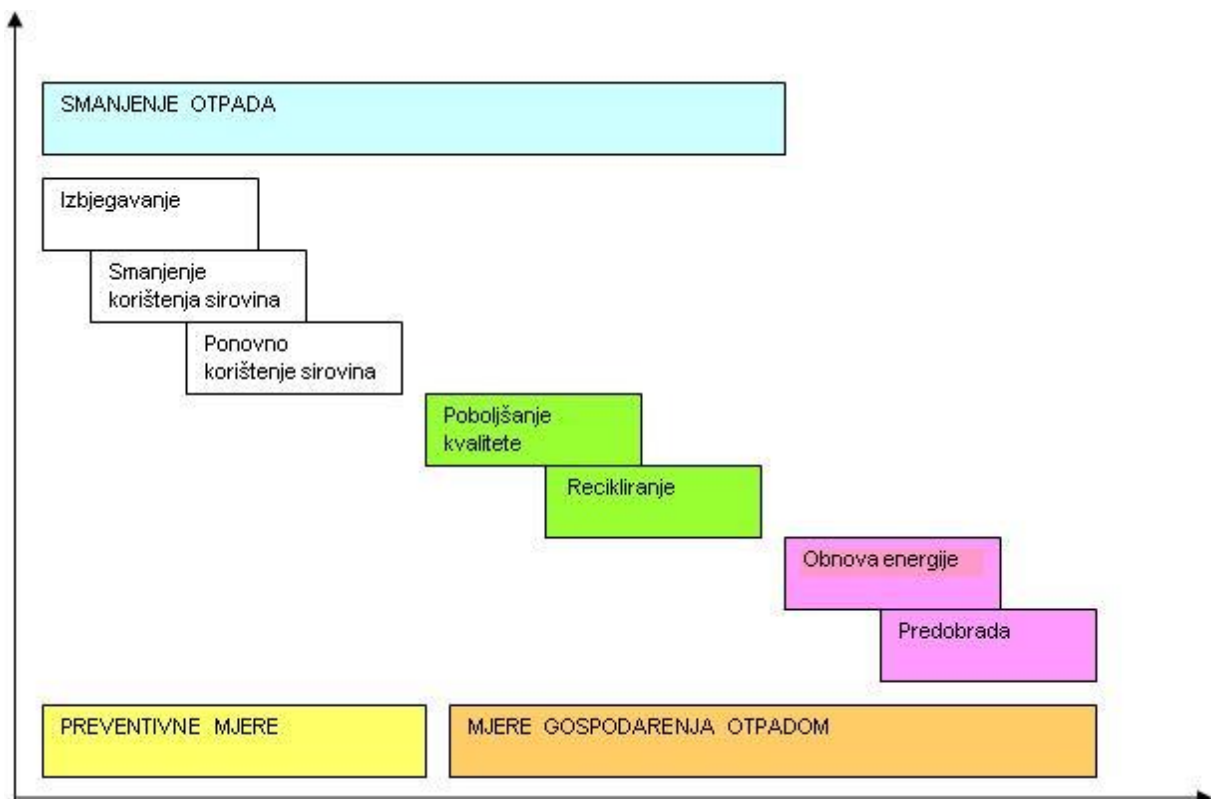 SMANJENJE OTPADA
Izbjegavanje
Smanjenje
korištenja sirovina
Ponovno
korištenje sirovina
Poboljšanje
kvalitete
Recikliranje
Obnova energije
Predobrada
PREVENTIVNE MJERE
MJERE GOSPODARENJA OTPADOM